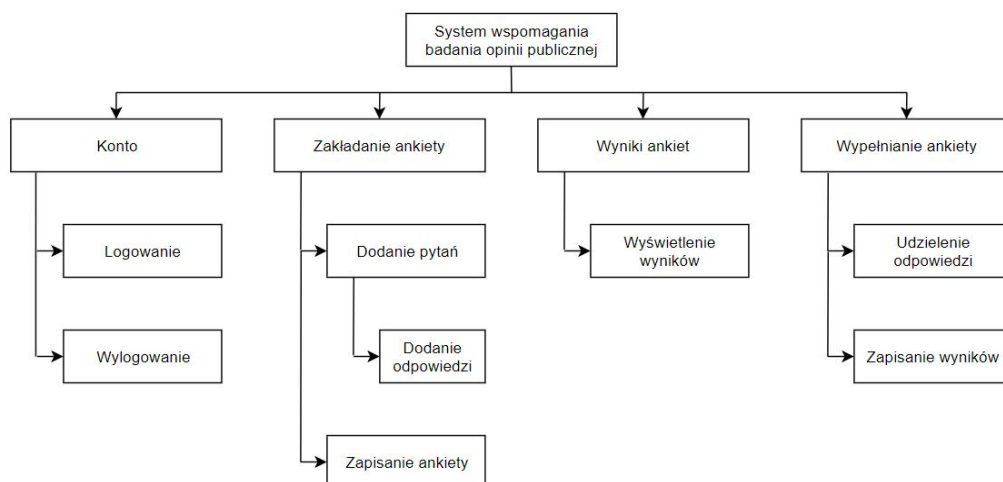 System wspomagania
badania opinii publicznej
Konto
Zakładanie ankiety
Wyniki ankiet
Wypełnianie ankiety
Logowanie
Dodanie pytań
Wyświetlenie
wyników
Udzielenie
odpowiedzi
Wylogowanie
Dodanie
odpowiedzi
Zapisanie wyników
Zapisanie ankiety